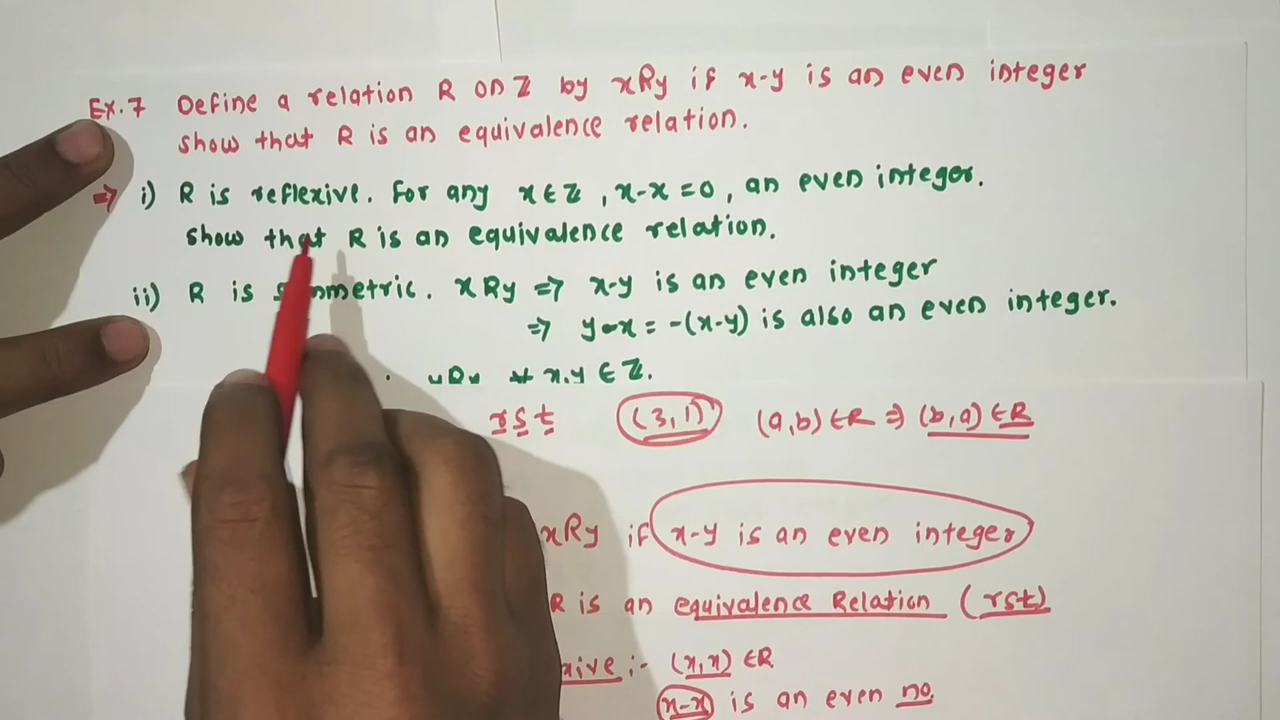 Ex.7 Define a relation R on ℤ by xRy if x-y is an even integer
show that R is an equivalence relation.
⇒ i) R is reflexive. For any x∈ℤ, x-x=0, an even integer.
show that R is an equivalence relation.
ii) R is symmetric. xRy ⇒ x-y is an even integer
⇒ y-x = -(x-y) is also an even integer.
∀ x,y ∈ ℤ.
r s t (3,1) (a,b)∈R ⇒ (b,a)∈R
xRy if x-y is an even integer
R is an equivalence Relation (rst)
:- (x,x)∈R
x-x is an even no.